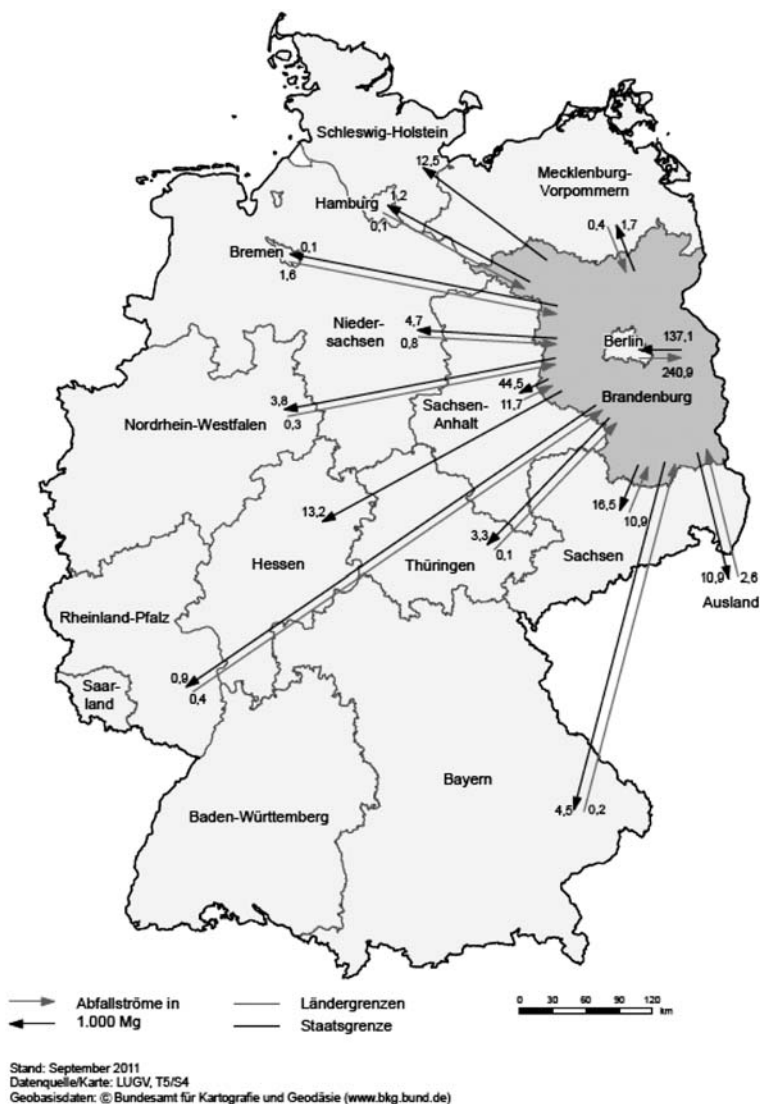 Schleswig-Holstein
12,5
Mecklenburg-
Vorpommern
Hamburg
1,2
0,1
0,4
1,7
Bremen
0,1
1,6
Nieder-
sachsen
4,7
0,8
Berlin
137,1
240,9
Brandenburg
44,5
11,7
Sachsen-
Anhalt
3,8
0,3
Nordrhein-Westfalen
13,2
16,5
10,9
3,3
0,1
Hessen
Thüringen
Sachsen
10,9
2,6
Ausland
Rheinland-Pfalz
0,9
0,4
Saar-
land
Bayern
4,5
0,2
Baden-Württemberg
Abfallströme in
1.000 Mg
Ländergrenzen
Staatsgrenze
0 30 60 90 120
km
Stand: September 2011
Datenquelle/Karte: LUGV, T5/S4
Geobasisdaten: © Bundesamt für Kartografie und Geodäsie (www.bkg.bund.de)